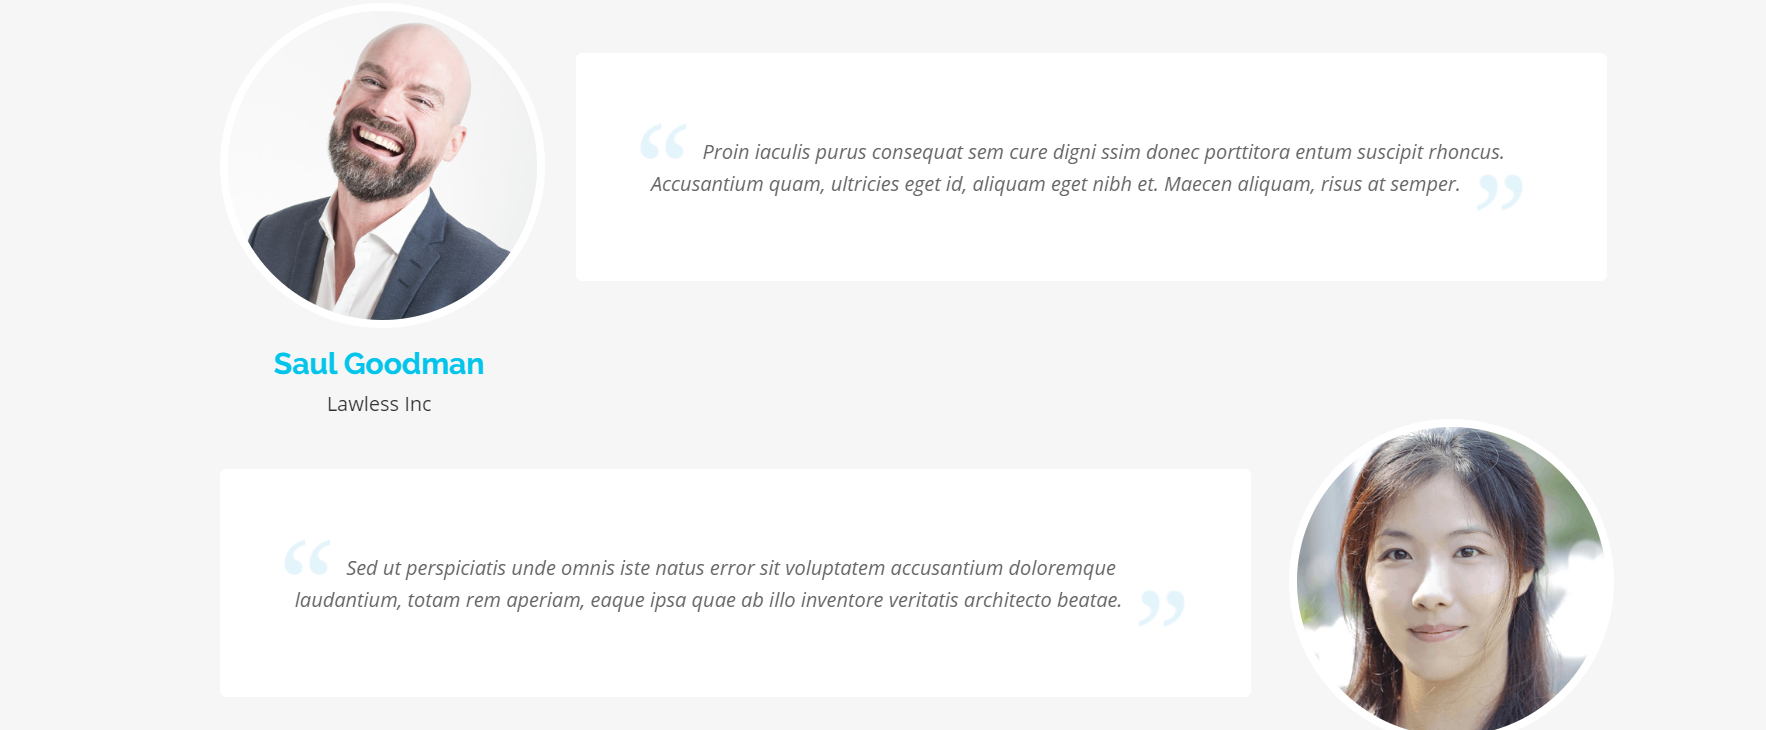 “ Proin iaculis purus consequat sem cure digni ssim donec porttitora entum suscipit rhoncus.
Accusantium quam, ultricies eget id, aliquam eget nibh et. Maecen aliquam, risus at semper. ”
Saul Goodman
Lawless Inc
“ Sed ut perspiciatis unde omnis iste natus error sit voluptatem accusantium doloremque
laudantium, totam rem aperiam, eaque ipsa quae ab illo inventore veritatis architecto beatae. ”